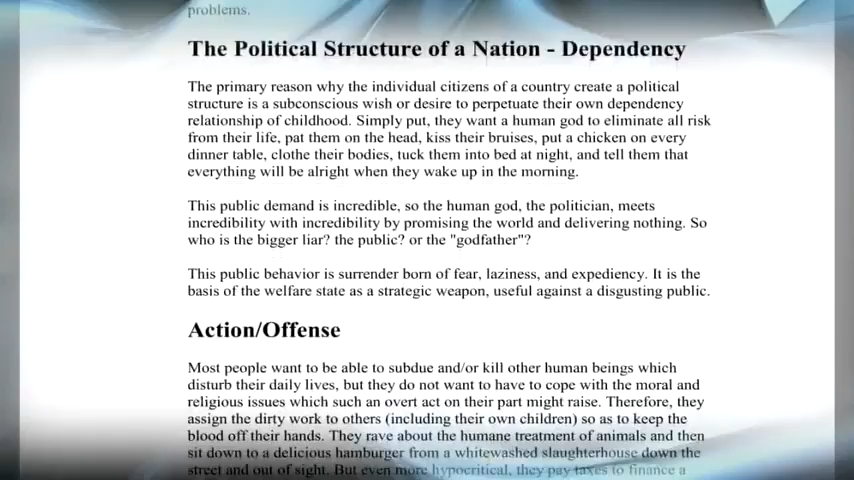 problems.
The Political Structure of a Nation - Dependency
The primary reason why the individual citizens of a country create a political
structure is a subconscious wish or desire to perpetuate their own dependency
relationship of childhood. Simply put, they want a human god to eliminate all risk
from their life, pat them on the head, kiss their bruises, put a chicken on every
dinner table, clothe their bodies, tuck them into bed at night, and tell them that
everything will be alright when they wake up in the morning.
This public demand is incredible, so the human god, the politician, meets
incredibility with incredibility by promising the world and delivering nothing. So
who is the bigger liar? the public? or the "godfather"?
This public behavior is surrender born of fear, laziness, and expediency. It is the
basis of the welfare state as a strategic weapon, useful against a disgusting public.
Action/Offense
Most people want to be able to subdue and/or kill other human beings which
disturb their daily lives, but they do not want to have to cope with the moral and
religious issues which such an overt act on their part might raise. Therefore, they
assign the dirty work to others (including their own children) so as to keep the
blood off their hands. They rave about the humane treatment of animals and then
sit down to a delicious hamburger from a whitewashed slaughterhouse down the
street and out of sight. But even more hypocritical, they pay taxes to finance a